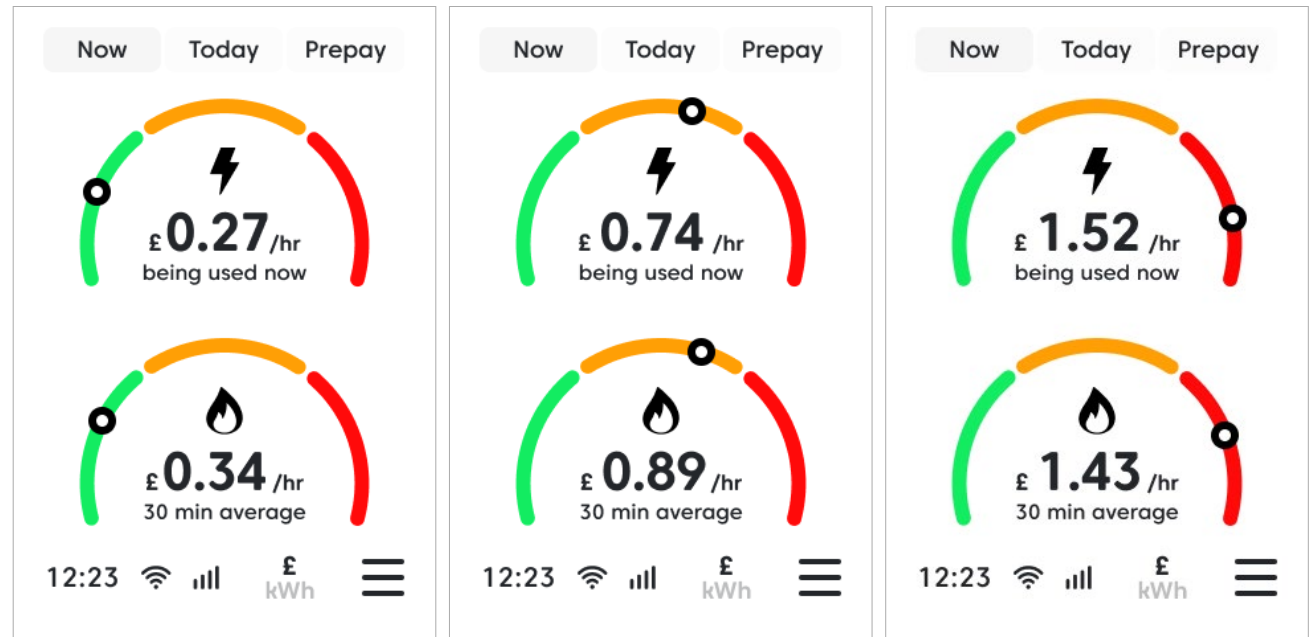 Now Today Prepay
£0.27/hr
being used now
£0.34/hr
30 min average
12:23 £
kWh
Now Today Prepay
£ 0.74 /hr
being used now
£ 0.89 /hr
30 min average
12:23 £
kWh
Now Today Prepay
£ 1.52 /hr
being used now
£ 1.43 /hr
30 min average
12:23 £
kWh